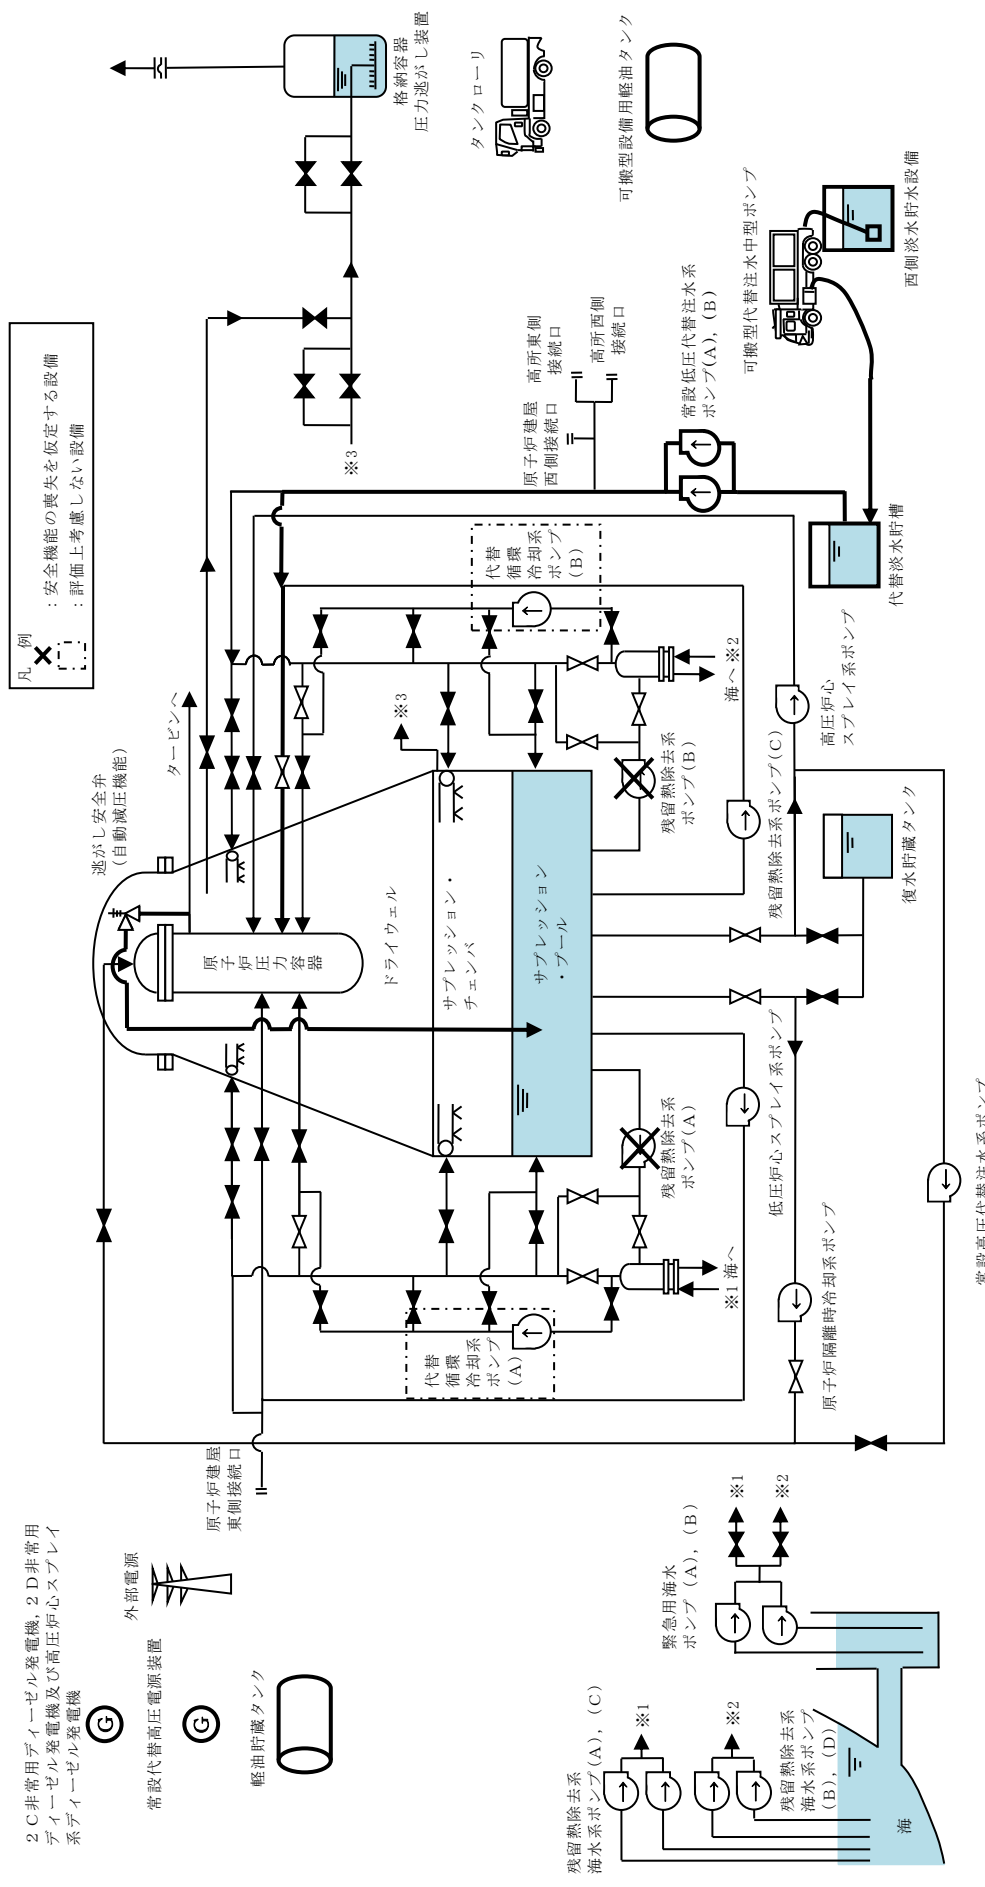 凡　例
：安全機能の喪失を仮定する設備
：評価上考慮しない設備
格納容器
圧力逃がし装置
タンクローリ
可搬型設備用軽油タンク
可搬型代替注水中型ポンプ
西側淡水貯水設備
※3
原子炉建屋
西側接続口
高所東側
接続口
高所西側
接続口
常設低圧代替注水系
ポンプ(A), (B)
代替淡水貯槽
タービンへ
逃がし安全弁
(自動減圧機能)
※3
代替
循環
冷却系
ポンプ
(B)
海へ ※2
残留熱除去系
ポンプ(B)
残留熱除去系ポンプ(C)
高圧炉心
スプレイ系ポンプ
復水貯蔵タンク
原子炉圧力容器
ドライウェル
サプレッション・
チェンバ
サプレッション
・プール
残留熱除去系
ポンプ(A)
低圧炉心スプレイ系ポンプ
原子炉隔離時冷却系ポンプ
※1 海へ
代替
循環
冷却系
ポンプ
(A)
原子炉建屋
東側接続口
2C非常用ディーゼル発電機, 2D非常用
ディーゼル発電機及び高圧炉心スプレイ
系ディーゼル発電機
G
外部電源
常設代替高圧電源装置
G
軽油貯蔵タンク
緊急用海水
ポンプ (A), (B)
※1
※2
残留熱除去系
海水系ポンプ(A), (C)
※1
※2
残留熱除去系
海水系ポンプ
(B), (D)
海